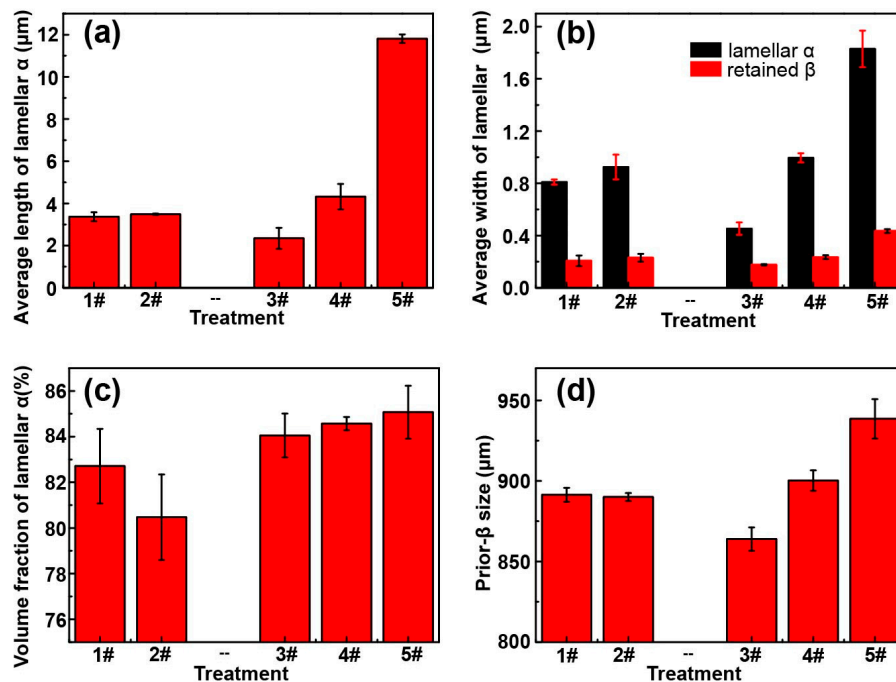 (a)
Average length of lamellar α (μm)
12
10
8
6
4
2
0
1# 2# -- 3# 4# 5#
Treatment
(b)
Average width of lamellar (μm)
lamellar α
retained β
2.0
1.6
1.2
0.8
0.4
0.0
1# 2# -- 3# 4# 5#
Treatment
(c)
Volume fraction of lamellar α(%)
86
84
82
80
78
76
1# 2# -- 3# 4# 5#
Treatment
(d)
Prior-β size (μm)
950
900
850
800
1# 2# -- 3# 4# 5#
Treatment